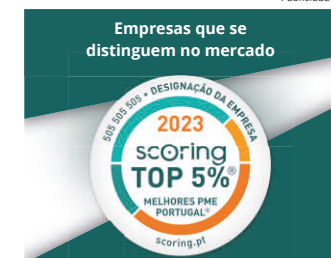 Empresas que se
distinguem no mercado
505 505 505 • DESIGNAÇÃO DA EMPRESA
2023
scoring
TOP 5%®
MELHORES PME
PORTUGAL®
scoring.pt